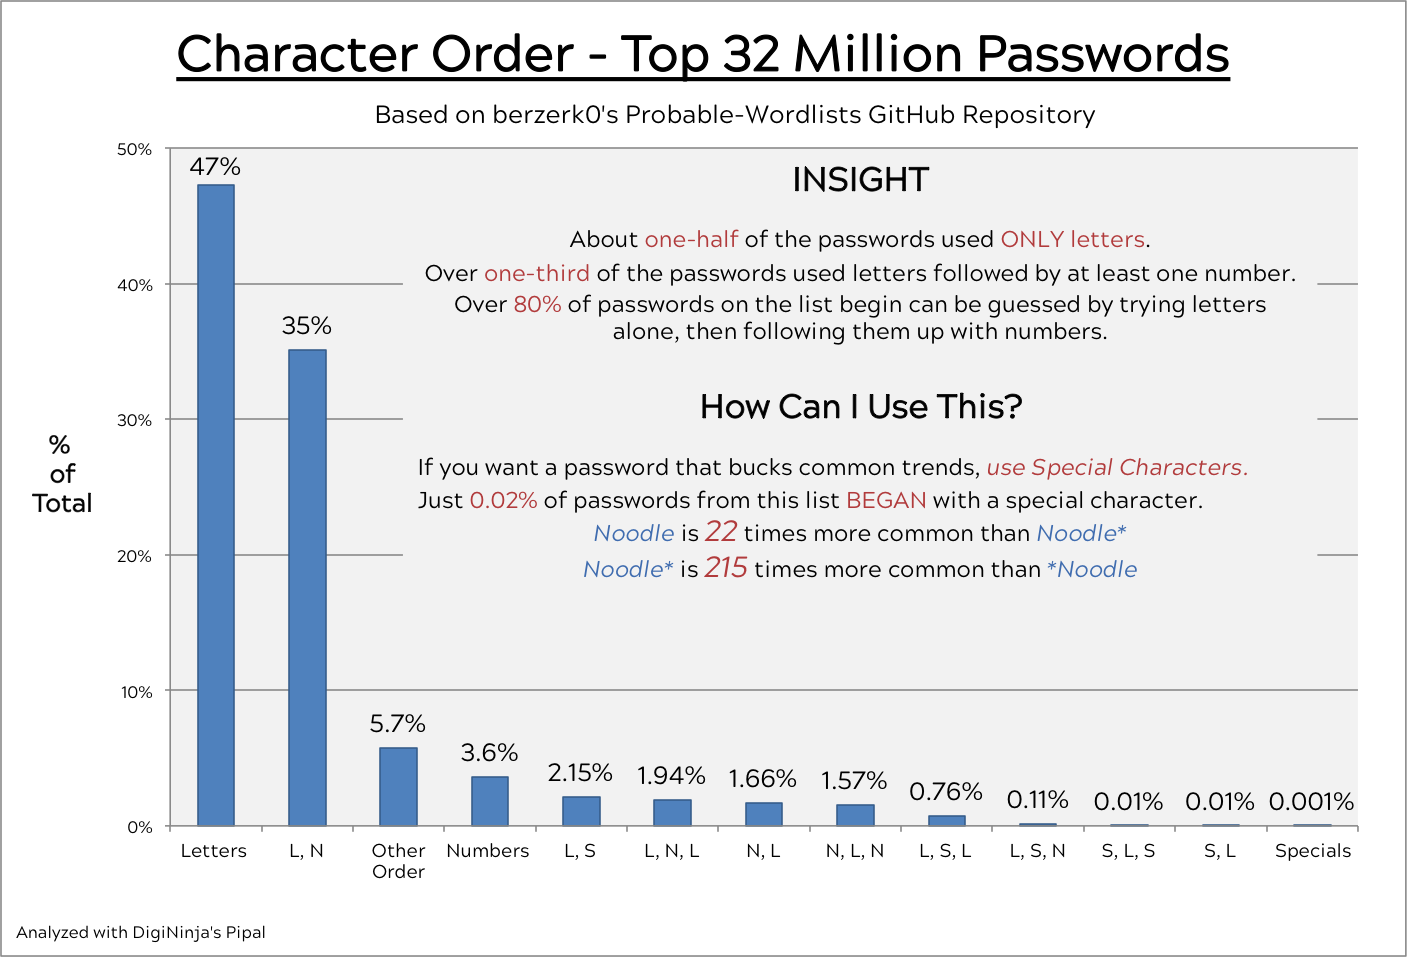 Character Order - Top 32 Million Passwords
Based on berzerk0's Probable-Wordlists GitHub Repository
50%
40%
30%
20%
10%
0%
% 
of
Total
47%
35%
5.7%
3.6%
2.15%
1.94%
1.66%
1.57%
0.76%
0.11%
0.01%
0.01%
0.001%
INSIGHT
About one-half of the passwords used ONLY letters.
Over one-third of the passwords used letters followed by at least one number.
Over 80% of passwords on the list begin can be guessed by trying letters
alone, then following them up with numbers.
How Can I Use This?
If you want a password that bucks common trends, use Special Characters.
Just 0.02% of passwords from this list BEGAN with a special character.
Noodle is 22 times more common than Noodle*
Noodle* is 215 times more common than *Noodle
Letters
L, N
Other
Order
Numbers
L, S
L, N, L
N, L
N, L, N
L, S, L
L, S, N
S, L, S
S, L
Specials
Analyzed with DigiNinja's Pipal